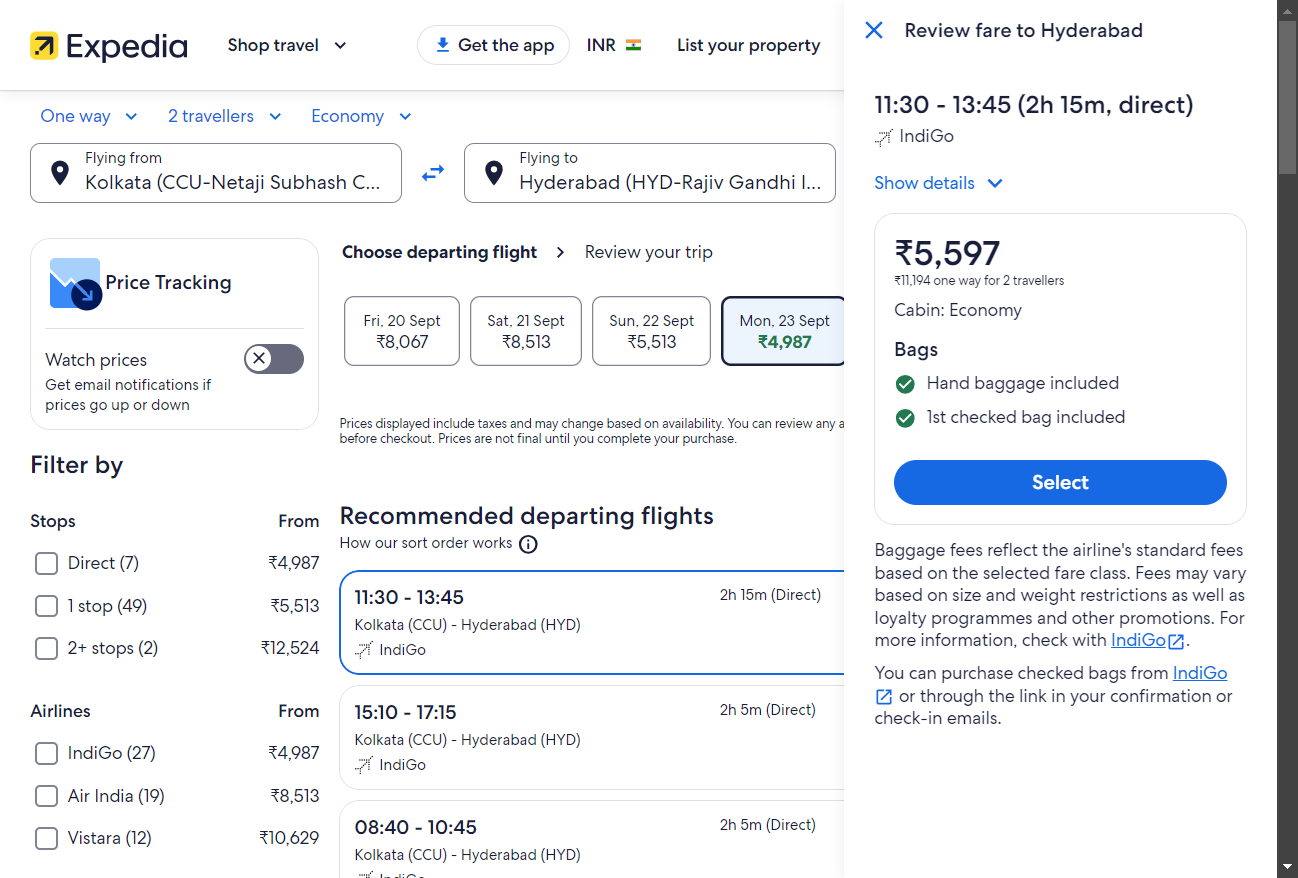 Expedia
Shop travel
Get the app
INR
List your property
One way
2 travellers
Economy
Flying from
Kolkata (CCU-Netaji Subhash C...
Flying to
Hyderabad (HYD-Rajiv Gandhi I...
Price Tracking
Watch prices
Get email notifications if
prices go up or down
Filter by
Stops From
Direct (7) ₹4,987
1 stop (49) ₹5,513
2+ stops (2) ₹12,524
Airlines From
IndiGo (27) ₹4,987
Air India (19) ₹8,513
Vistara (12) ₹10,629
Choose departing flight
Review your trip
Fri, 20 Sept
₹8,067
Sat, 21 Sept
₹8,513
Sun, 22 Sept
₹5,513
Mon, 23 Sept
₹4,987
Prices displayed include taxes and may change based on availability. You can review any a
before checkout. Prices are not final until you complete your purchase.
Recommended departing flights
How our sort order works
11:30 - 13:45 2h 15m (Direct)
Kolkata (CCU) - Hyderabad (HYD)
IndiGo
15:10 - 17:15 2h 5m (Direct)
Kolkata (CCU) - Hyderabad (HYD)
IndiGo
08:40 - 10:45 2h 5m (Direct)
Kolkata (CCU) - Hyderabad (HYD)
IndiGo
Review fare to Hyderabad
11:30 - 13:45 (2h 15m, direct)
IndiGo
Show details
₹5,597
₹11,194 one way for 2 travellers
Cabin: Economy
Bags
Hand baggage included
1st checked bag included
Select
Baggage fees reflect the airline's standard fees
based on the selected fare class. Fees may vary
based on size and weight restrictions as well as
loyalty programmes and other promotions. For
more information, check with IndiGo.
You can purchase checked bags from IndiGo
or through the link in your confirmation or
check-in emails.